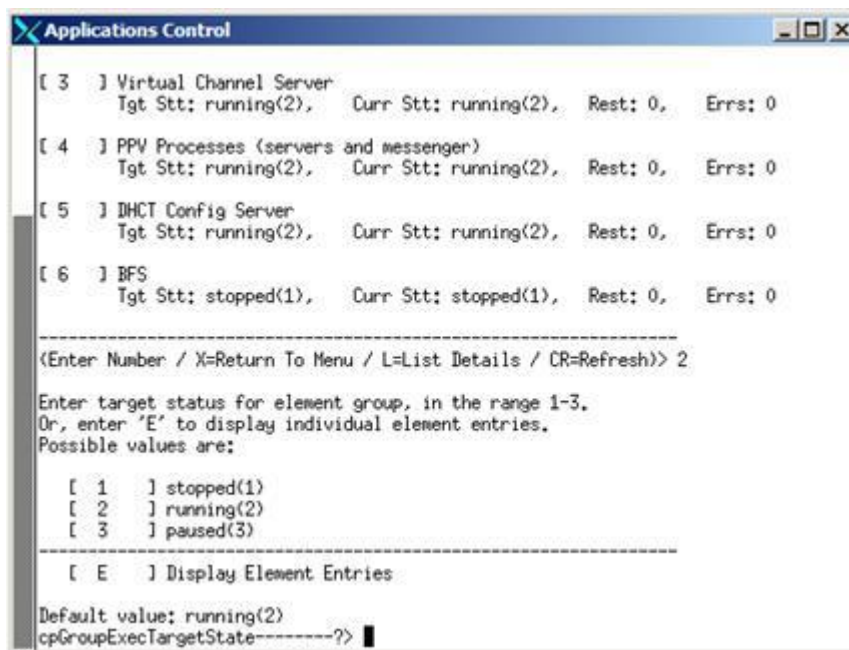 Applications Control
[ 3 ] Virtual Channel Server
Tgt Stt: running(2), Curr Stt: running(2), Rest: 0, Errs: 0
[ 4 ] PPV Processes (servers and messenger)
Tgt Stt: running(2), Curr Stt: running(2), Rest: 0, Errs: 0
[ 5 ] DHCT Config Server
Tgt Stt: running(2), Curr Stt: running(2), Rest: 0, Errs: 0
[ 6 ] BFS
Tgt Stt: stopped(1), Curr Stt: stopped(1), Rest: 0, Errs: 0
--------------------------------------------------------------
(Enter Number / X=Return To Menu / L=List Details / CR=Refresh)> 2
Enter target status for element group, in the range 1-3.
Or, enter 'E' to display individual element entries.
Possible values are:
[ 1 ] stopped(1)
[ 2 ] running(2)
[ 3 ] paused(3)
--------------------------------------------------------------
[ E ] Display Element Entries
Default value: running(2)
cpGroupExecTargetState--------?>